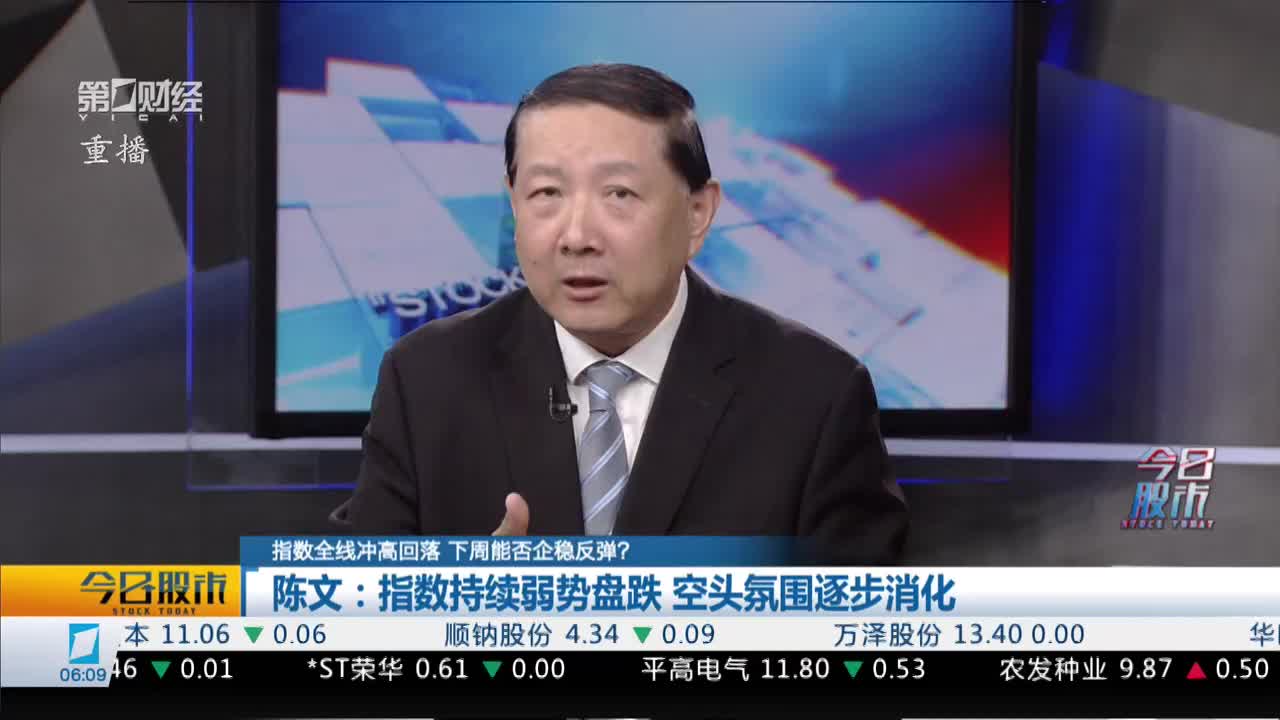 第一财经
YICAI
重播
"STOCK
今日
股市
STOCK TODAY
指数全线冲高回落 下周能否企稳反弹?
今日股市
STOCK TODAY
陈文：指数持续弱势盘跌 空头氛围逐步消化
本 11.06 ▼ 0.06 顺钠股份 4.34 ▼ 0.09 万泽股份 13.40 0.00
06:09
46 ▼ 0.01 *ST荣华 0.61 ▼ 0.00 平高电气 11.80 ▼ 0.53 农发种业 9.87 ▲ 0.50